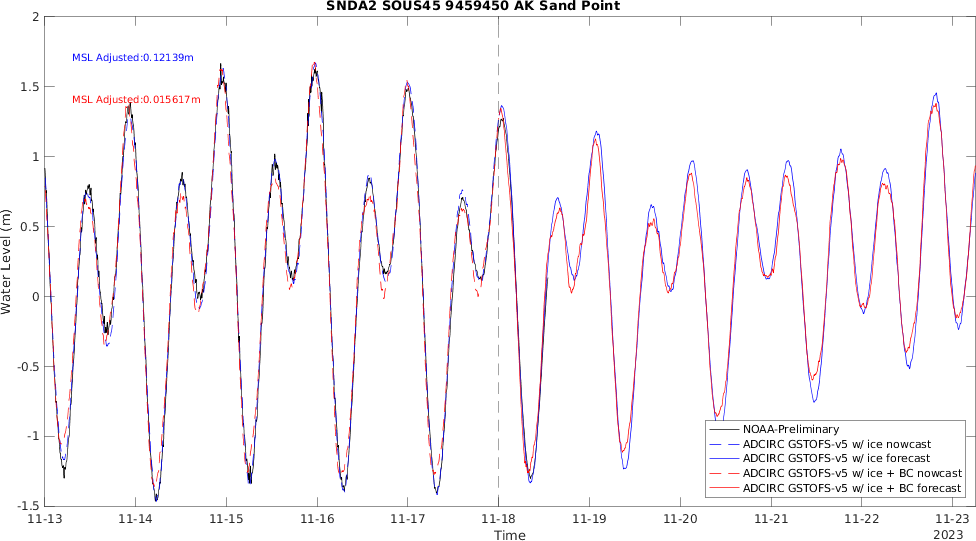 SNDA2 SOUS45 9459450 AK Sand Point
2
MSL Adjusted:0.12139m
1.5
MSL Adjusted:0.015617m
1
0.5
Water Level (m)
0
-0.5
-1
NOAA-Preliminary
ADCIRC GSTOFS-v5 w/ ice nowcast
ADCIRC GSTOFS-v5 w/ ice forecast
ADCIRC GSTOFS-v5 w/ ice + BC nowcast
ADCIRC GSTOFS-v5 w/ ice + BC forecast
-1.5
11-13 11-14 11-15 11-16 11-17 11-18 11-19 11-20 11-21 11-22 11-23
Time
2023